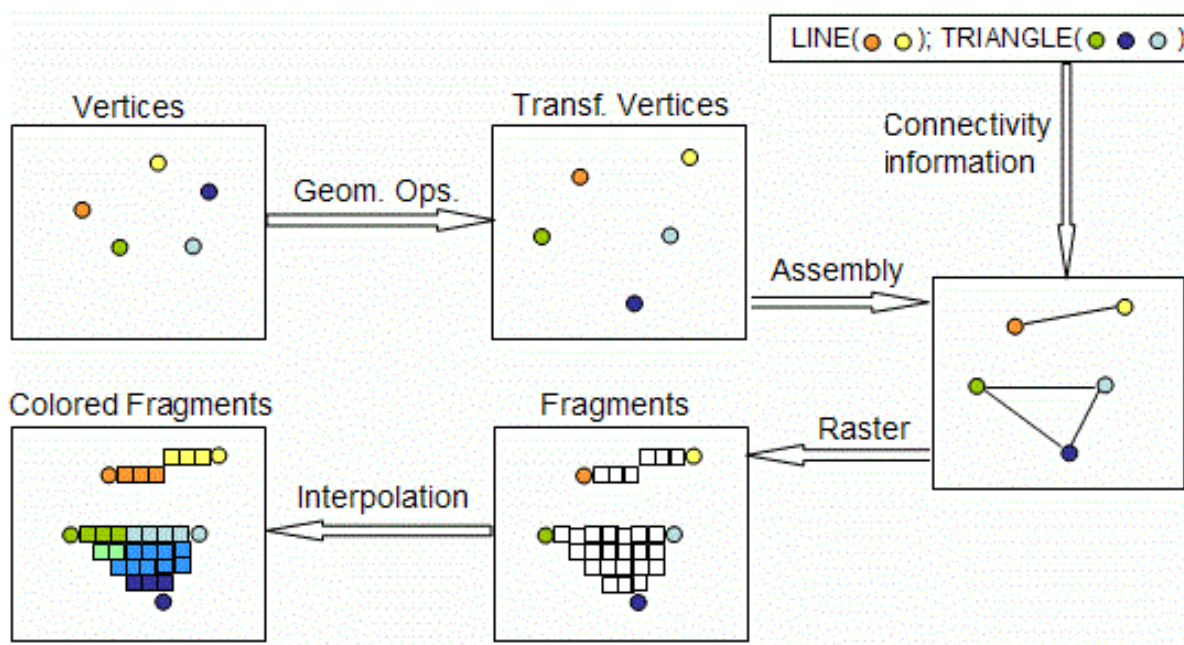 LINE( ); TRIANGLE( )
Vertices
Transf. Vertices
Connectivity
information
Geom. Ops.
Assembly
Colored Fragments
Fragments
Raster
Interpolation